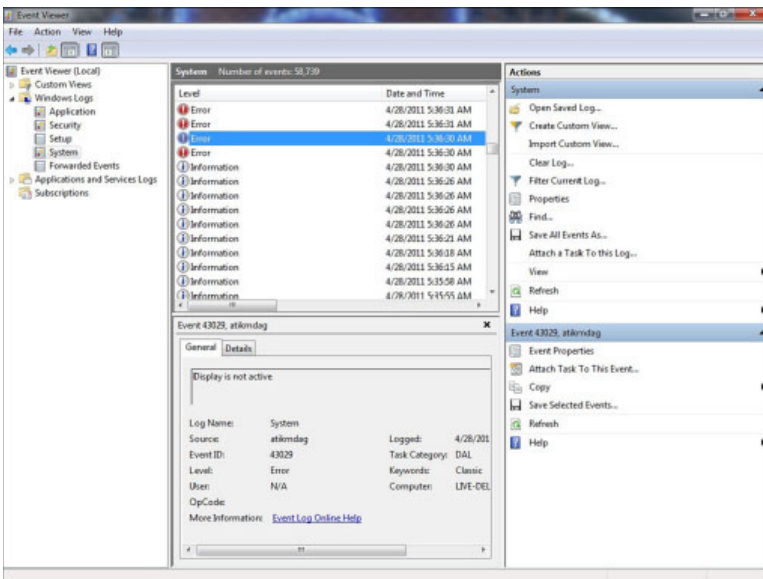 Event Viewer
File Action View Help
Event Viewer (Local)
Custom Views
Windows Logs
Application
Security
Setup
System
Forwarded Events
Applications and Services Logs
Subscriptions
System Number of events: 58,739
Level Date and Time
Error 4/28/2011 5:36:31 AM
Error 4/28/2011 5:36:31 AM
Error 4/28/2011 5:36:30 AM
Error 4/28/2011 5:36:30 AM
Information 4/28/2011 5:36:30 AM
Information 4/28/2011 5:36:26 AM
Information 4/28/2011 5:36:26 AM
Information 4/28/2011 5:36:26 AM
Information 4/28/2011 5:36:21 AM
Information 4/28/2011 5:36:18 AM
Information 4/28/2011 5:36:15 AM
Information 4/28/2011 5:35:58 AM
Information 4/28/2011 5:35:55 AM
Event 43029, atikmdag
General Details
Display is not active
Log Name: System
Source: atikmdag Logged: 4/28/201
Event ID: 43029 Task Category: DAL
Level: Error Keywords: Classic
User: N/A Computer: LIVE-DEL
OpCode:
More Information: Event Log Online Help
Actions
System
Open Saved Log...
Create Custom View...
Import Custom View...
Clear Log...
Filter Current Log...
Properties
Find...
Save All Events As...
Attach a Task To this Log...
View
Refresh
Help
Event 43029, atikmdag
Event Properties
Attach Task To This Event...
Copy
Save Selected Events...
Refresh
Help